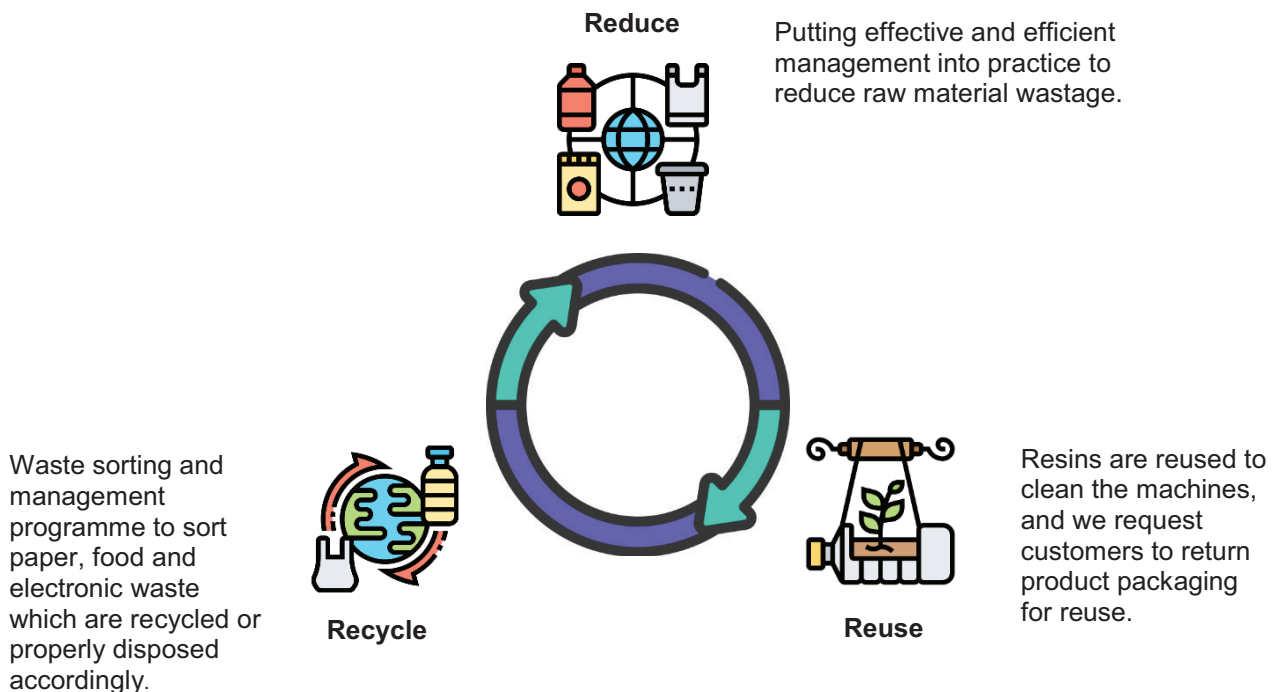 Reduce
Putting effective and efficient
management into practice to
reduce raw material wastage.
Waste sorting and
management
programme to sort
paper, food and
electronic waste
which are recycled or
properly disposed
accordingly.
Recycle
Reuse
Resins are reused to
clean the machines,
and we request
customers to return
product packaging
for reuse.